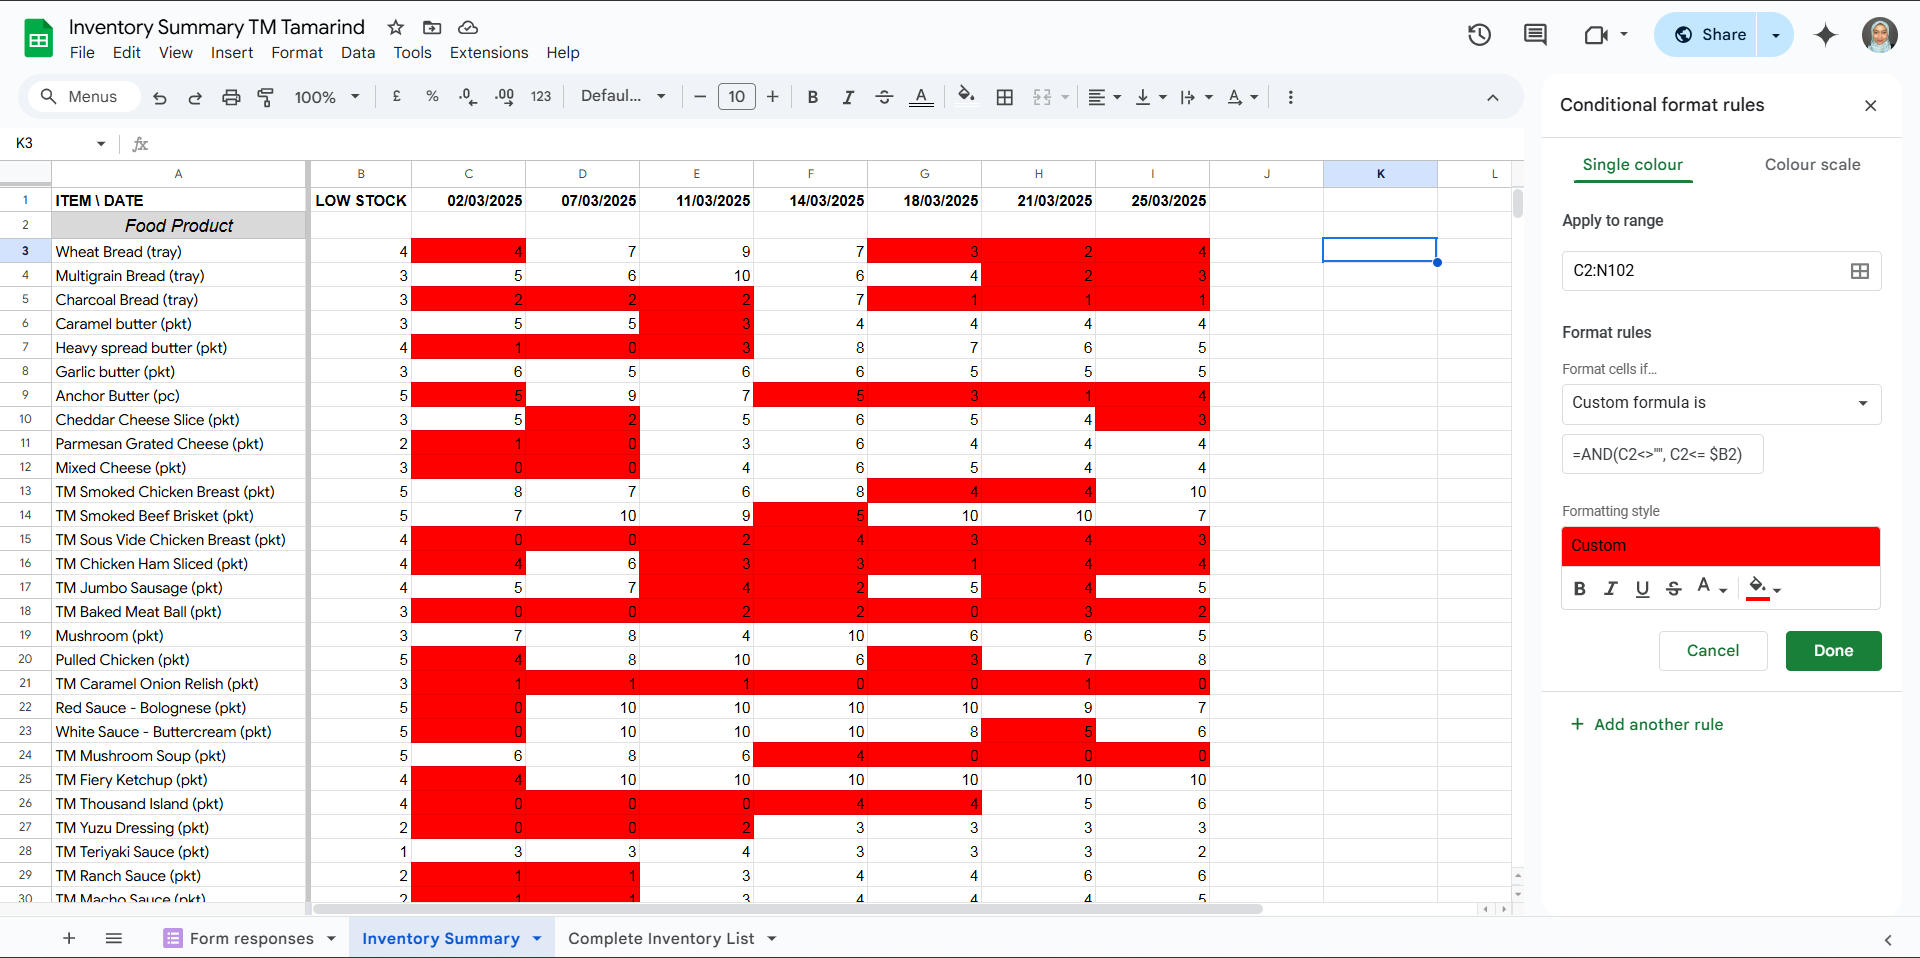 Inventory Summary TM Tamarind
File Edit View Insert Format Data Tools Extensions Help
Share
Menus 100% £ % .0 .00 123 Defaul... − 10 + B I S A
K3 fx
A B C D E F G H I J K L
1 ITEM \ DATE LOW STOCK 02/03/2025 07/03/2025 11/03/2025 14/03/2025 18/03/2025 21/03/2025 25/03/2025
2 Food Product
3 Wheat Bread (tray) 4 4 7 9 7 3 2 4
4 Multigrain Bread (tray) 3 5 6 10 6 4 2 3
5 Charcoal Bread (tray) 3 2 2 2 7 1 1 1
6 Caramel butter (pkt) 3 5 5 3 4 4 4 4
7 Heavy spread butter (pkt) 4 1 0 3 8 7 6 5
8 Garlic butter (pkt) 3 6 5 6 6 5 5 5
9 Anchor Butter (pc) 5 5 9 7 5 3 1 4
10 Cheddar Cheese Slice (pkt) 3 5 2 5 6 5 4 3
11 Parmesan Grated Cheese (pkt) 2 1 0 3 6 4 4 4
12 Mixed Cheese (pkt) 3 0 0 4 6 5 4 4
13 TM Smoked Chicken Breast (pkt) 5 8 7 6 8 4 4 10
14 TM Smoked Beef Brisket (pkt) 5 7 10 9 5 10 10 7
15 TM Sous Vide Chicken Breast (pkt) 4 0 0 2 4 3 4 3
16 TM Chicken Ham Sliced (pkt) 4 4 6 3 3 1 4 4
17 TM Jumbo Sausage (pkt) 4 5 7 4 2 5 4 5
18 TM Baked Meat Ball (pkt) 3 0 0 2 2 0 3 2
19 Mushroom (pkt) 3 7 8 4 10 6 6 5
20 Pulled Chicken (pkt) 5 4 8 10 6 3 7 8
21 TM Caramel Onion Relish (pkt) 3 1 1 1 0 0 1 0
22 Red Sauce - Bolognese (pkt) 5 0 10 10 10 10 9 7
23 White Sauce - Buttercream (pkt) 5 0 10 10 10 8 5 6
24 TM Mushroom Soup (pkt) 5 6 8 6 4 0 0 0
25 TM Fiery Ketchup (pkt) 4 4 10 10 10 10 10 10
26 TM Thousand Island (pkt) 4 0 0 0 4 4 5 6
27 TM Yuzu Dressing (pkt) 2 0 0 2 3 3 3 3
28 TM Teriyaki Sauce (pkt) 1 3 3 4 3 3 3 2
29 TM Ranch Sauce (pkt) 2 1 1 3 4 4 6 6
30 TM Macho Sauce (pkt) 2 1 1 3 4 4 4 5
Form responses Inventory Summary Complete Inventory List
Conditional format rules
Single colour Colour scale
Apply to range
C2:N102
Format rules
Format cells if...
Custom formula is
=AND(C2<>"", C2<= $B2)
Formatting style
Custom
B I U S A
Cancel Done
+ Add another rule